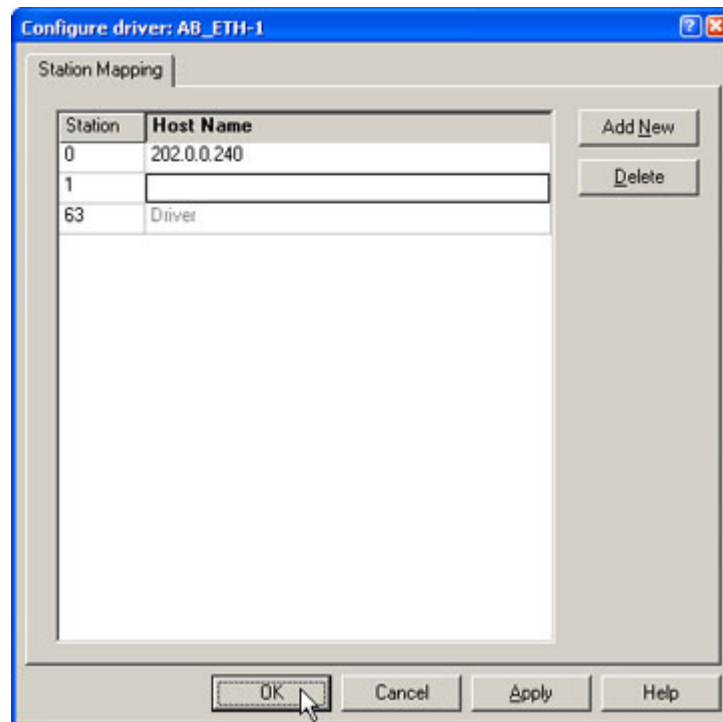 Configure driver: AB_ETH-1
Station Mapping
Station Host Name
0 202.0.0.240
1
63 Driver
Add New
Delete
OK Cancel Apply Help